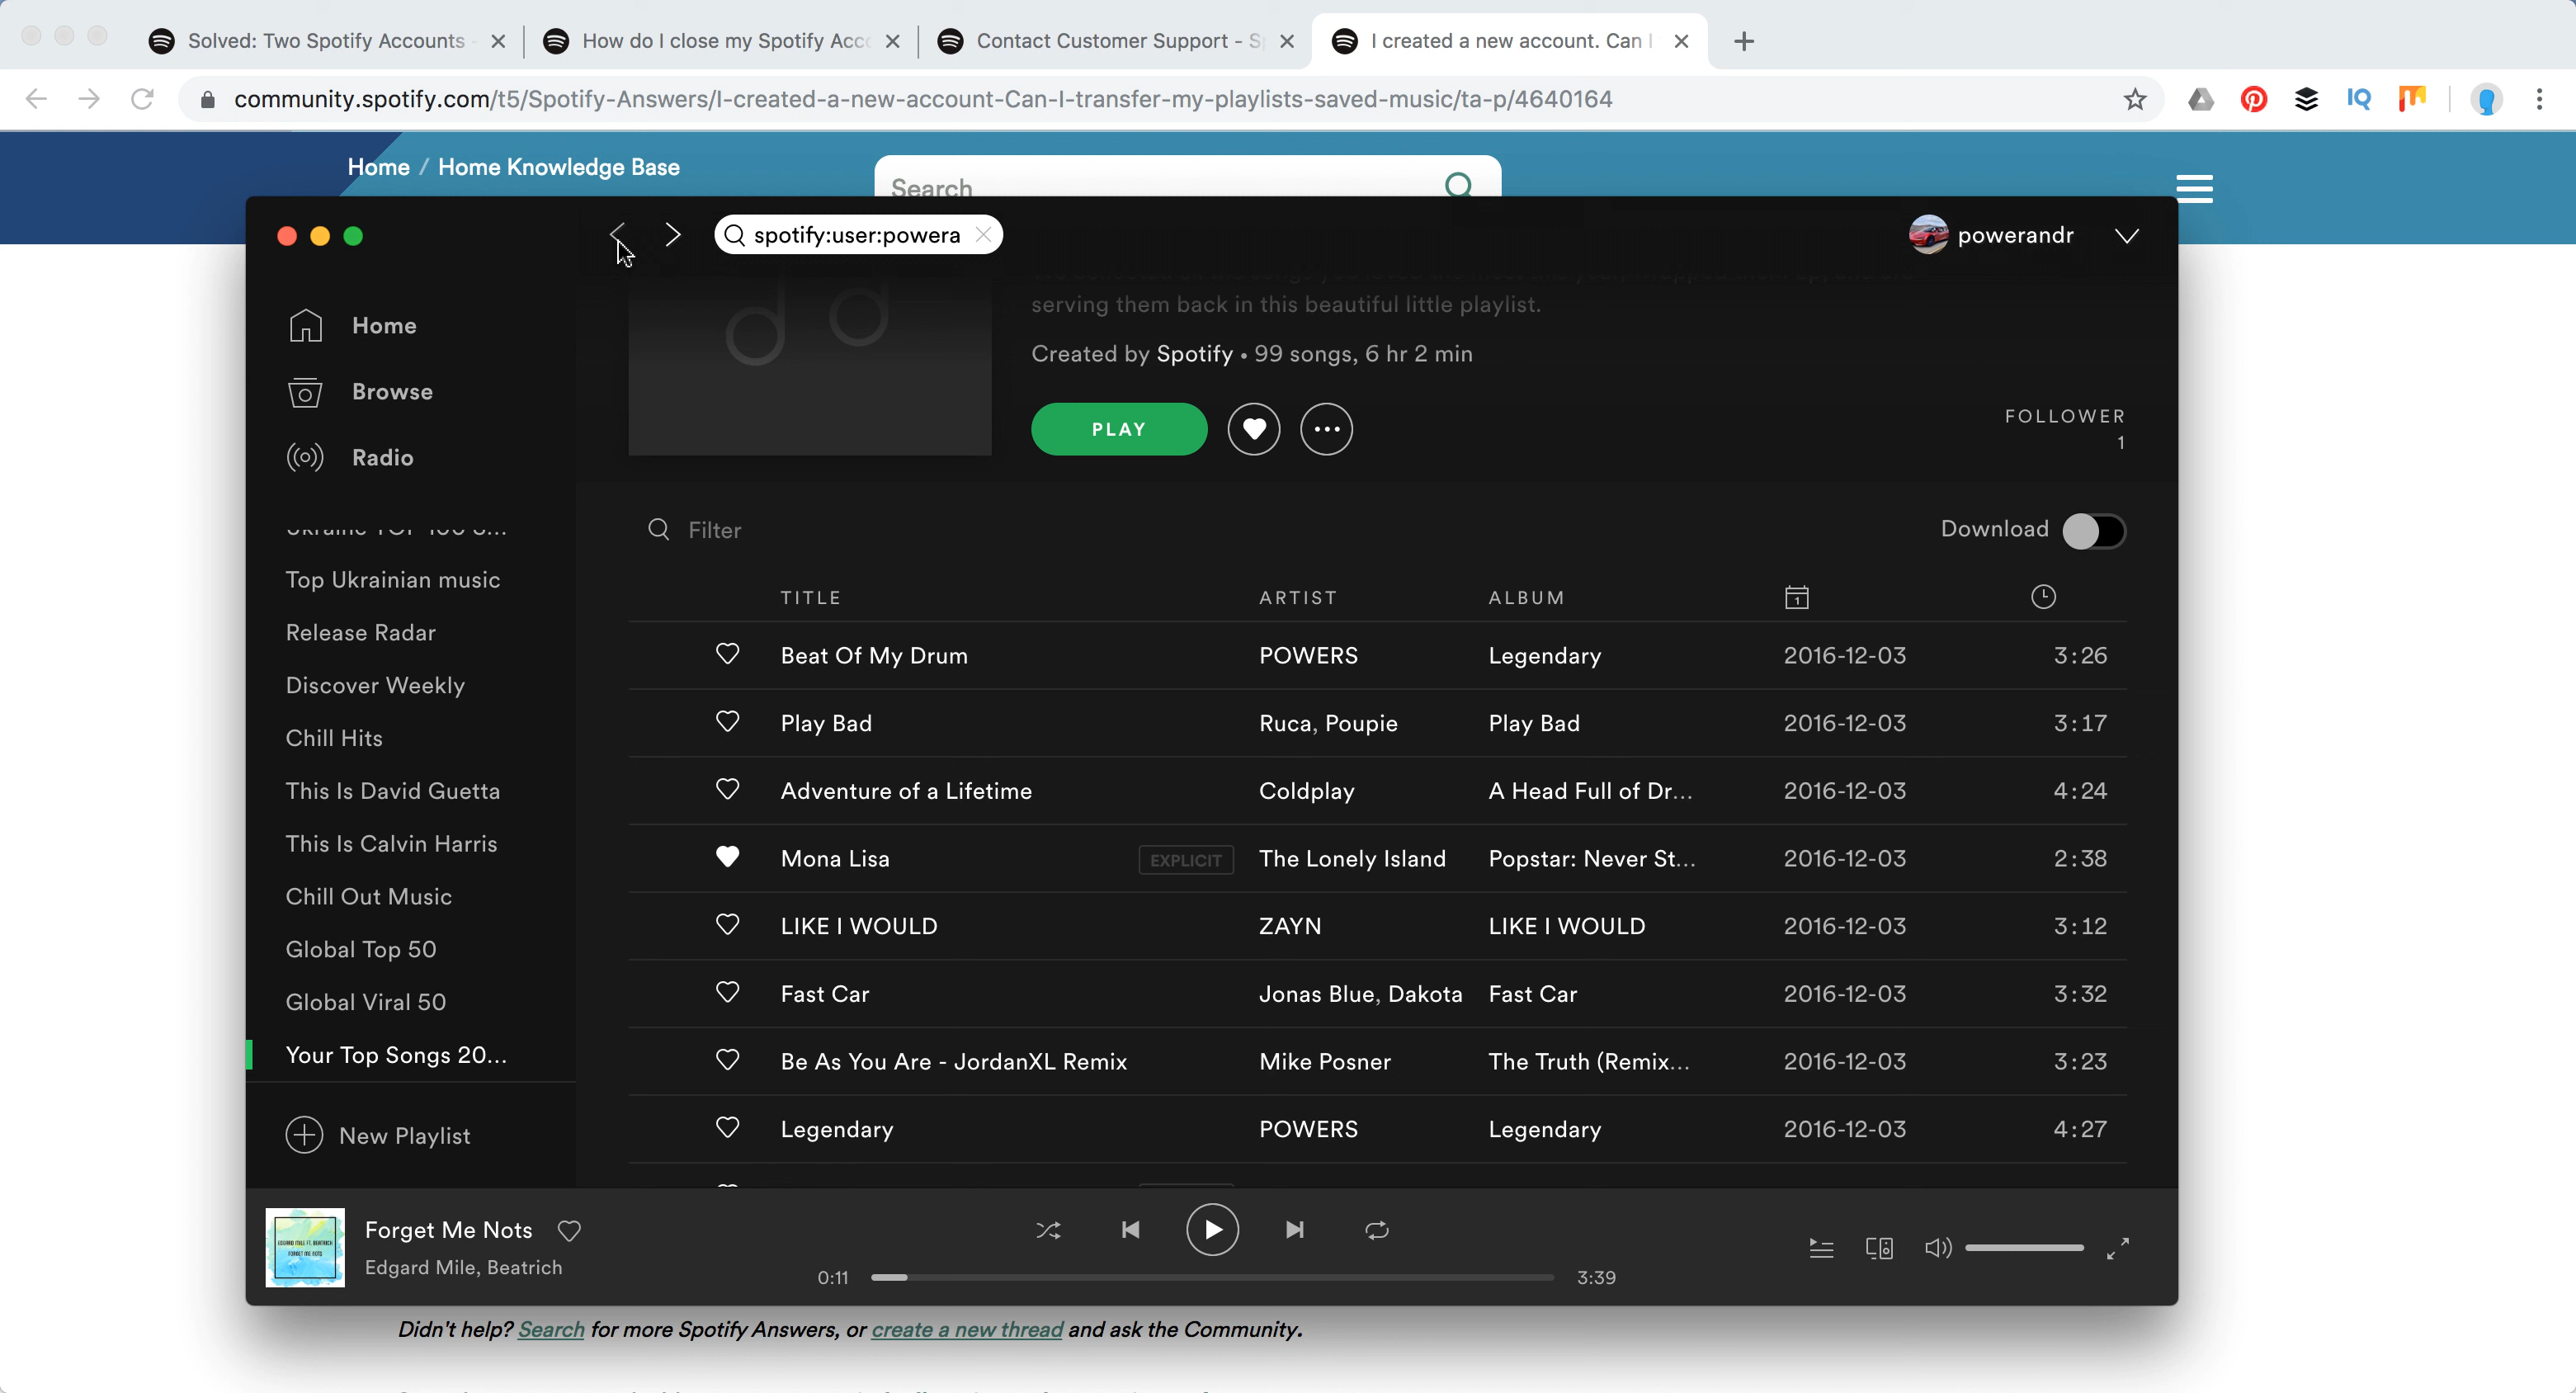 Solved: Two Spotify Accounts
How do I close my Spotify Acc
Contact Customer Support - S
I created a new account. Can I
community.spotify.com/t5/Spotify-Answers/I-created-a-new-account-Can-I-transfer-my-playlists-saved-music/ta-p/4640164
IQ
Home / Home Knowledge Base
Search
spotify:user:powera
powerandr
Home
Browse
Radio
Top Ukrainian music
Release Radar
Discover Weekly
Chill Hits
This Is David Guetta
This Is Calvin Harris
Chill Out Music
Global Top 50
Global Viral 50
Your Top Songs 20...
New Playlist
serving them back in this beautiful little playlist.
Created by Spotify • 99 songs, 6 hr 2 min
PLAY
FOLLOWER
1
Filter
Download
TITLE ARTIST ALBUM
Beat Of My Drum POWERS Legendary 2016-12-03 3:26
Play Bad Ruca, Poupie Play Bad 2016-12-03 3:17
Adventure of a Lifetime Coldplay A Head Full of Dr... 2016-12-03 4:24
Mona Lisa EXPLICIT The Lonely Island Popstar: Never St... 2016-12-03 2:38
LIKE I WOULD ZAYN LIKE I WOULD 2016-12-03 3:12
Fast Car Jonas Blue, Dakota Fast Car 2016-12-03 3:32
Be As You Are - JordanXL Remix Mike Posner The Truth (Remix... 2016-12-03 3:23
Legendary POWERS Legendary 2016-12-03 4:27
EDGARD MILE FT. BEATRICH
FORGET ME NOTS
Forget Me Nots
Edgard Mile, Beatrich
0:11
3:39
Didn't help? Search for more Spotify Answers, or create a new thread and ask the Community.